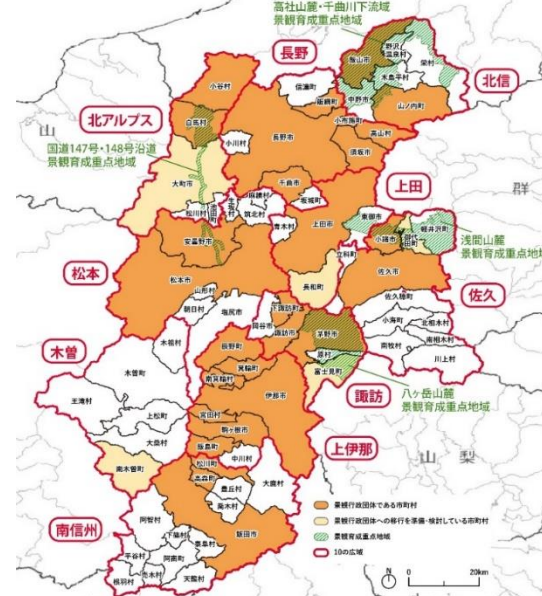 高社山麓・千曲川下流域
景観育成重点地域
長野
北信
野沢
温泉村
栄村
飯山市
木島平村
中野市
山ノ内町
信濃町
飯綱町
小谷村
北アルプス
白馬村
小布施町
高山村
長野市
須坂市
小川村
山
国道147号・148号沿道
景観育成重点地域
大町市
千曲市
上田
群
麻績村
坂城町
生坂村
池田町
松川村
筑北村
青木村
上田市
東御市
軽井沢町
小諸市
御代田町
浅間山麓
景観育成重点地域
安曇野市
立科町
松本
松本市
長和町
佐久市
佐久
山形村
朝日村
塩尻市
下諏訪町
岡谷市
諏訪市
茅野市
佐久穂町
小海町
北相木村
南相木村
南牧村
川上村
木曽
木祖村
辰野町
原村
富士見町
諏訪
八ヶ岳山麓
景観育成重点地域
木曽町
箕輪町
南箕輪村
伊那市
王滝村
上松町
宮田村
駒ヶ根市
上伊那
大桑村
飯島町
中川村
山 梨
南木曽町
松川町
大鹿村
高森町
豊丘村
喬木村
南信州
阿智村
飯田市
下條村
泰阜村
平谷村
阿南町
根羽村
売木村
天龍村
景観行政団体である市町村
景観行政団体への移行を準備・検討している市町村
景観育成重点地域
10の広域
N
0
20km